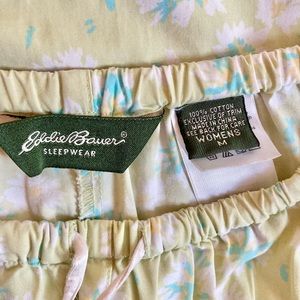 Eddie Bauer®
SLEEPWEAR
100% COTTON
EXCLUSIVE OF TRIM
MADE IN CHINA
SEE BACK FOR CARE
WOMENS
M